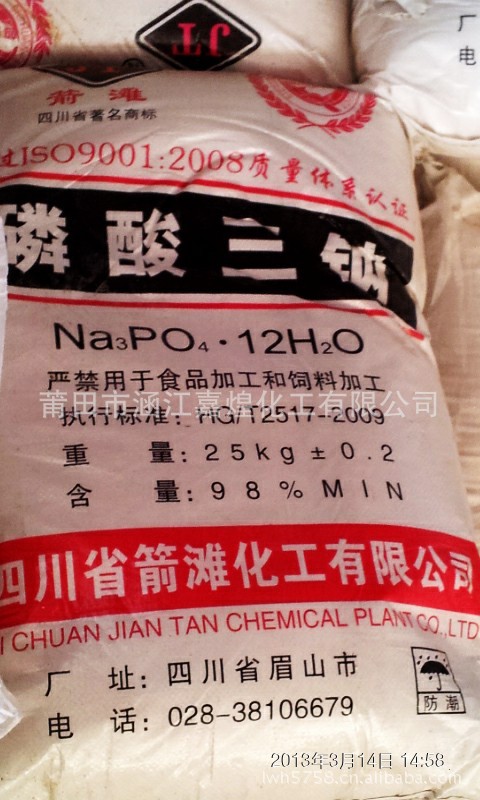 厂
电
JT
箭滩
四川省著名商标
过ISO9001:2008质量体系认证
磷酸三钠
Na₃PO₄·12H₂O
严禁用于食品加工和饲料加工
莆田市涵江嘉煌化工有限公司
执行标准:HG/T2517-2009
重 量:25kg±0.2
含 量:98%MIN
四川省箭滩化工有限公司
I CHUAN JIAN TAN CHEMICAL PLANT CO.,LTD
厂 址:四川省眉山市
电 话:028-38106679
防潮
2013年3月14日 14:58
lwh5758.cn.alibaba.com